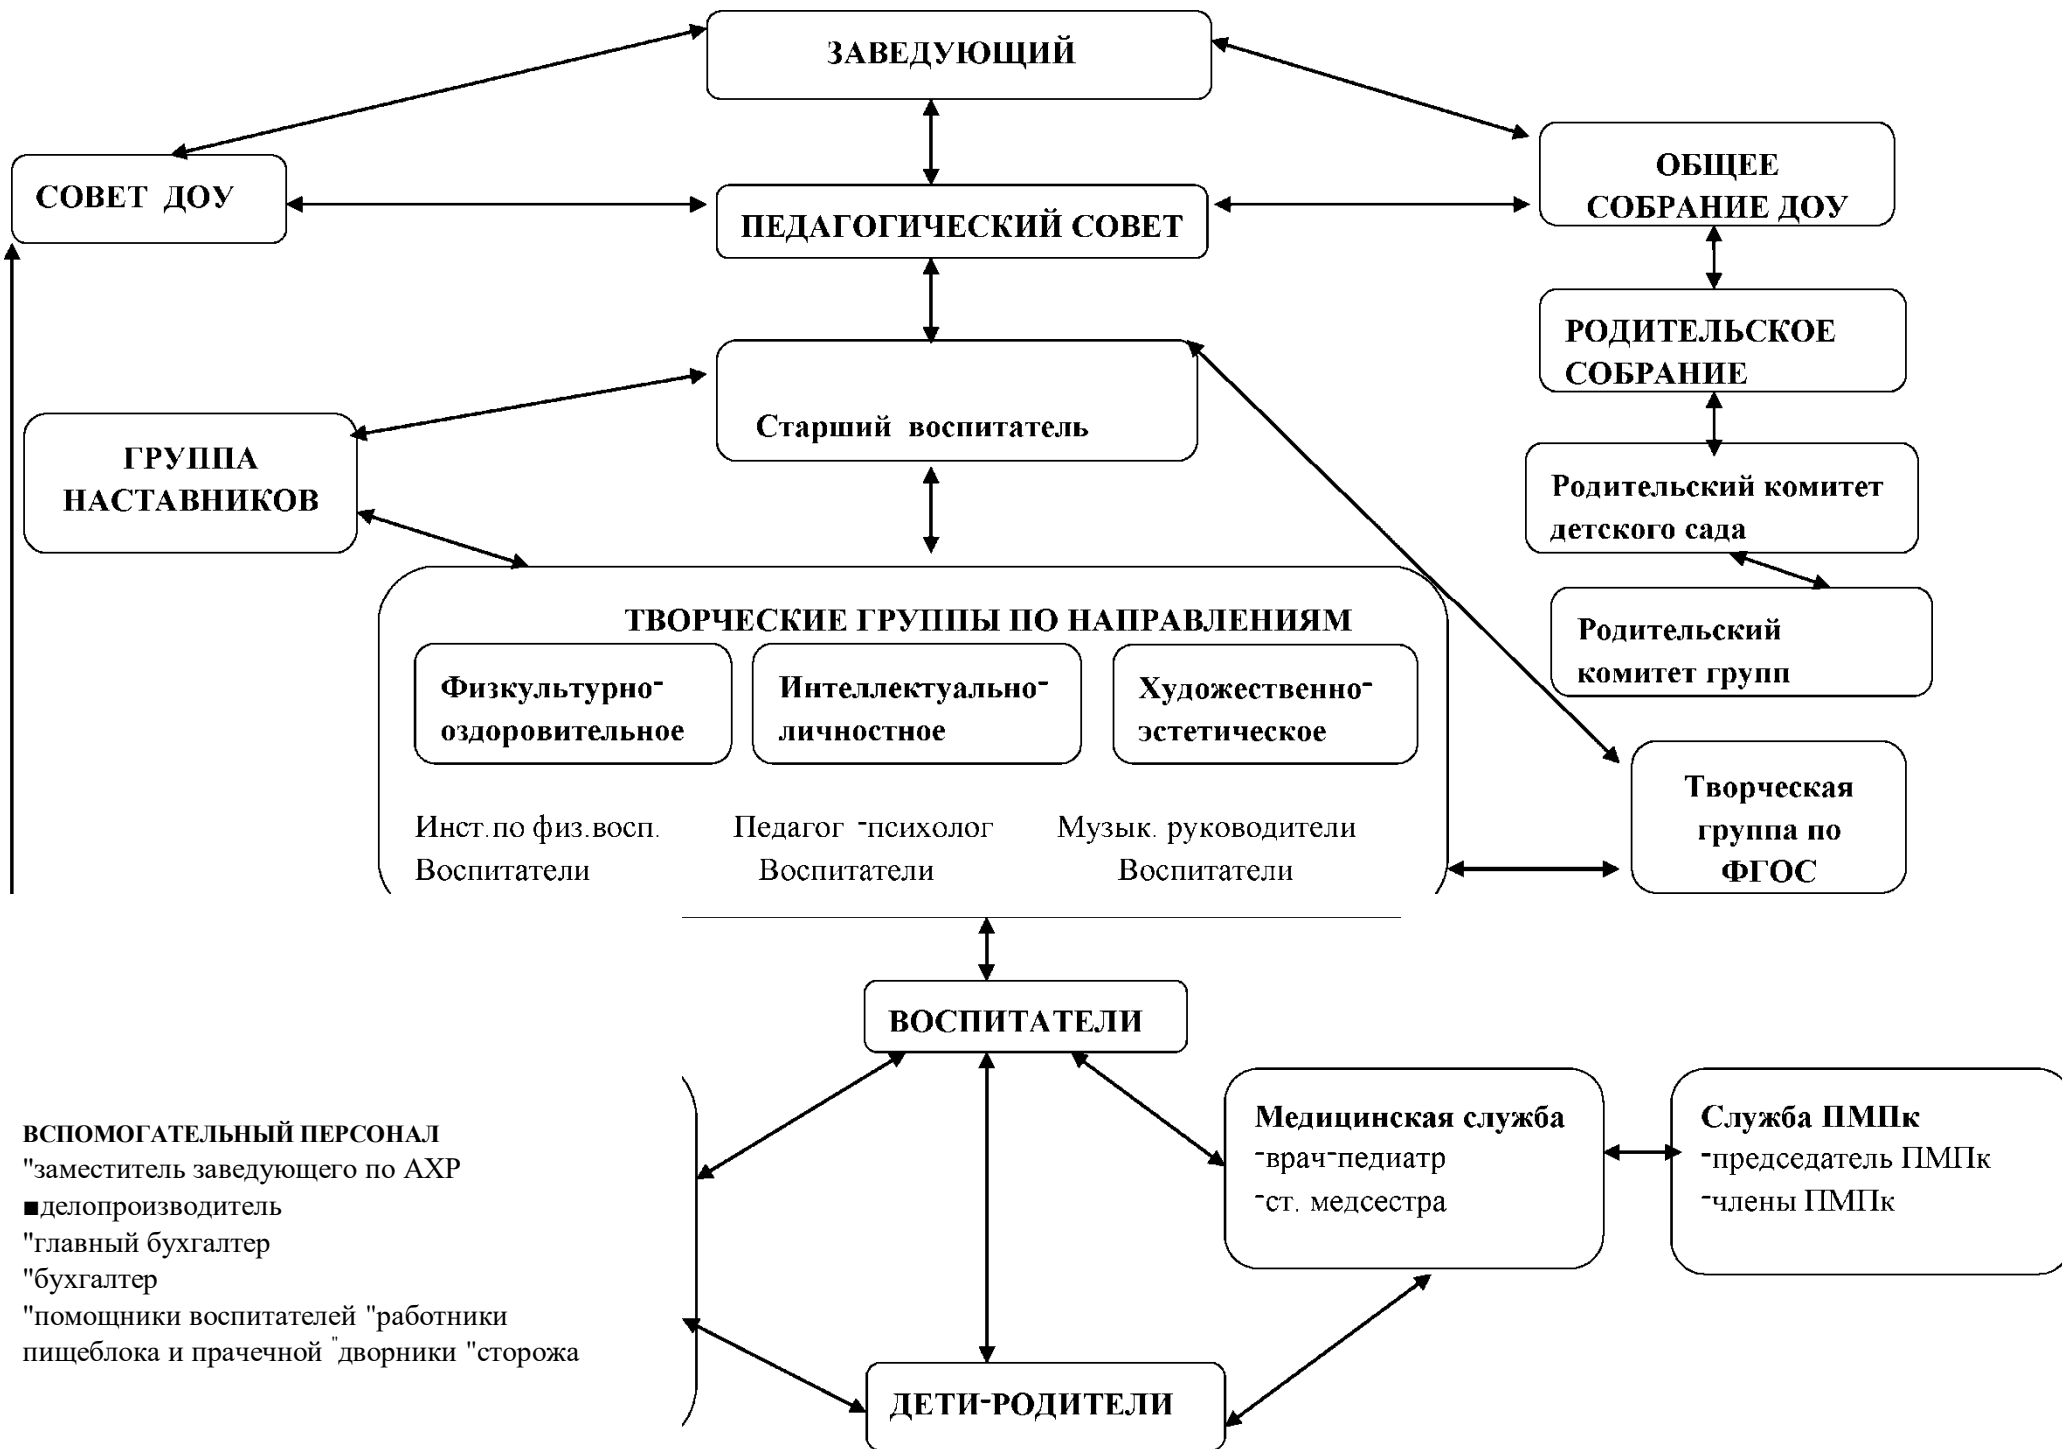 ЗАВЕДУЮЩИЙ
СОВЕТ ДОУ
ПЕДАГОГИЧЕСКИЙ СОВЕТ
ОБЩЕЕ
СОБРАНИЕ ДОУ
РОДИТЕЛЬСКОЕ
СОБРАНИЕ
Старший воспитатель
ГРУППА
НАСТАВНИКОВ
Родительский комитет
детского сада
Родительский
комитет групп
ТВОРЧЕСКИЕ ГРУППЫ ПО НАПРАВЛЕНИЯМ
Физкультурно-
оздоровительное
Интеллектуально-
личностное
Художественно-
эстетическое
Инст.по физ.восп.
Воспитатели
Педагог -психолог
Воспитатели
Музык. руководители
Воспитатели
Творческая
группа по
ФГОС
ВОСПИТАТЕЛИ
ВСПОМОГАТЕЛЬНЫЙ ПЕРСОНАЛ
"заместитель заведующего по АХР
■делопроизводитель
"главный бухгалтер
"бухгалтер
"помощники воспитателей "работники
пищеблока и прачечной "дворники "сторожа
Медицинская служба
-врач-педиатр
-ст. медсестра
Служба ПМПк
-председатель ПМПк
-члены ПМПк
ДЕТИ-РОДИТЕЛИ